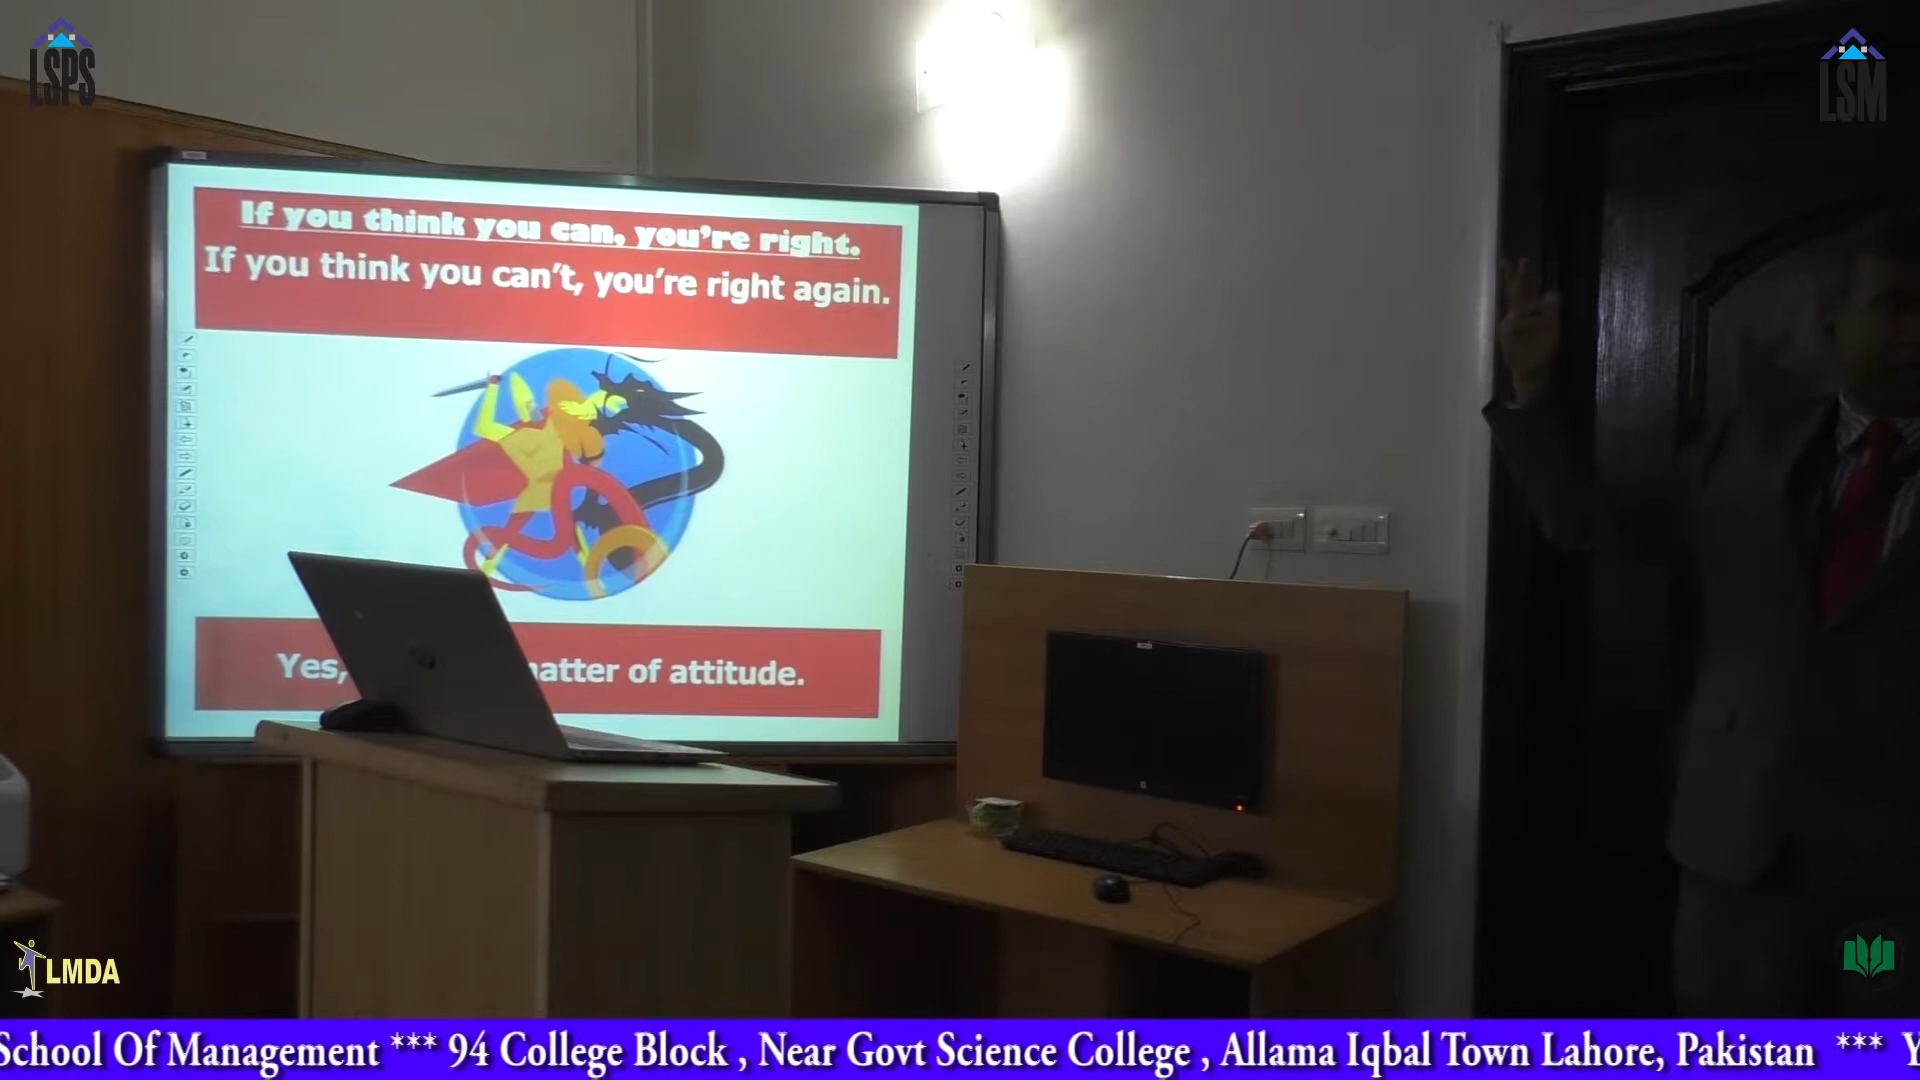 LSPS
LSM
If you think you can, you're right.
If you think you can't, you're right again.
Yes,
matter of attitude.
LMDA
School Of Management *** 94 College Block , Near Govt Science College , Allama Iqbal Town Lahore, Pakistan *** Y